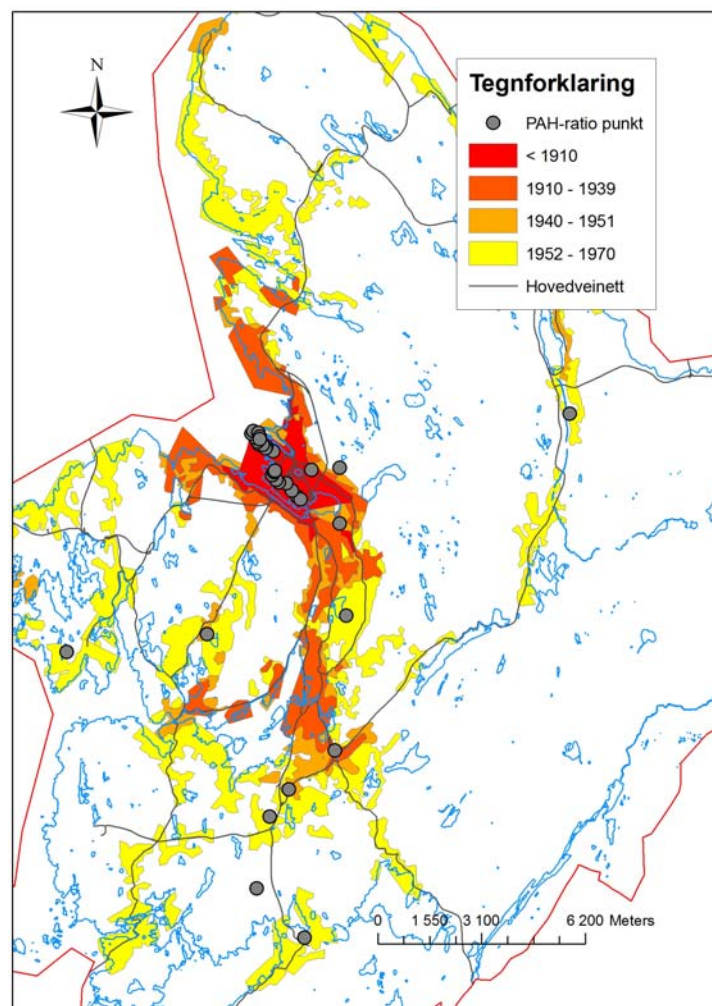 N
Tegnforklaring
PAH-ratio punkt
< 1910
1910 - 1939
1940 - 1951
1952 - 1970
Hovedveinett
0 1 550 3 100 6 200 Meters